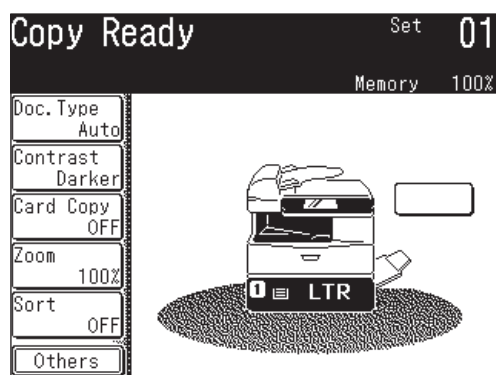 Copy Ready
Set 01
Memory 100%
Doc.Type
Auto
Contrast
Darker
Card Copy
OFF
Zoom
100%
Sort
OFF
Others
1 LTR